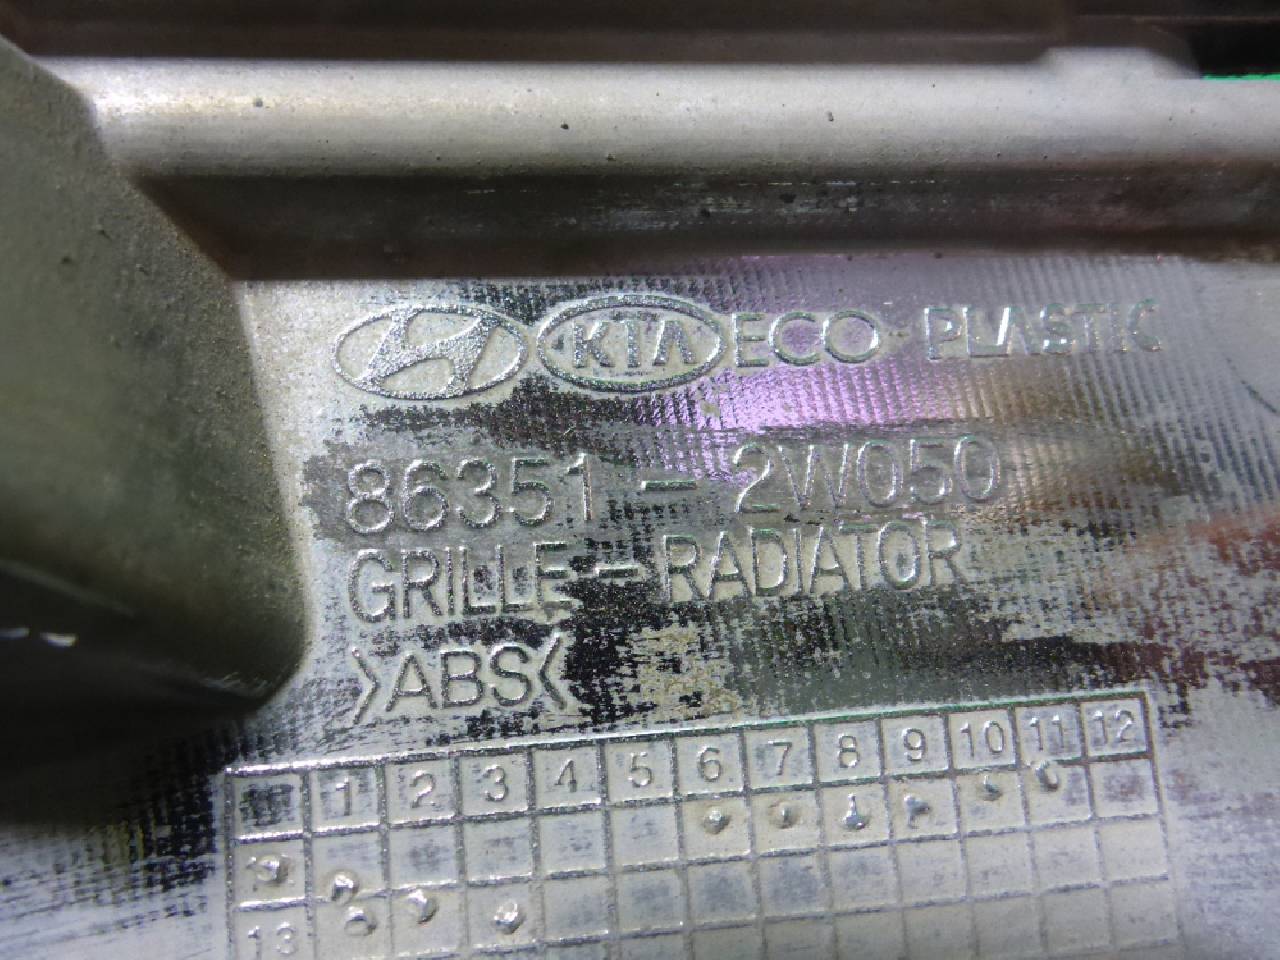 KIA ECO PLASTIC
86351-2W050
GRILLE-RADIATOR
>ABS<
1 2 3 4 5 6 7 8 9 10 11 12
13